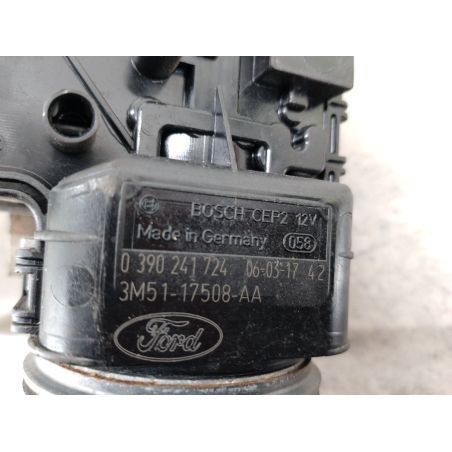 BOSCH CEP2 12V
Made in Germany 058
0 390 241 724 06-03-17 42
3M51-17508-AA
Ford